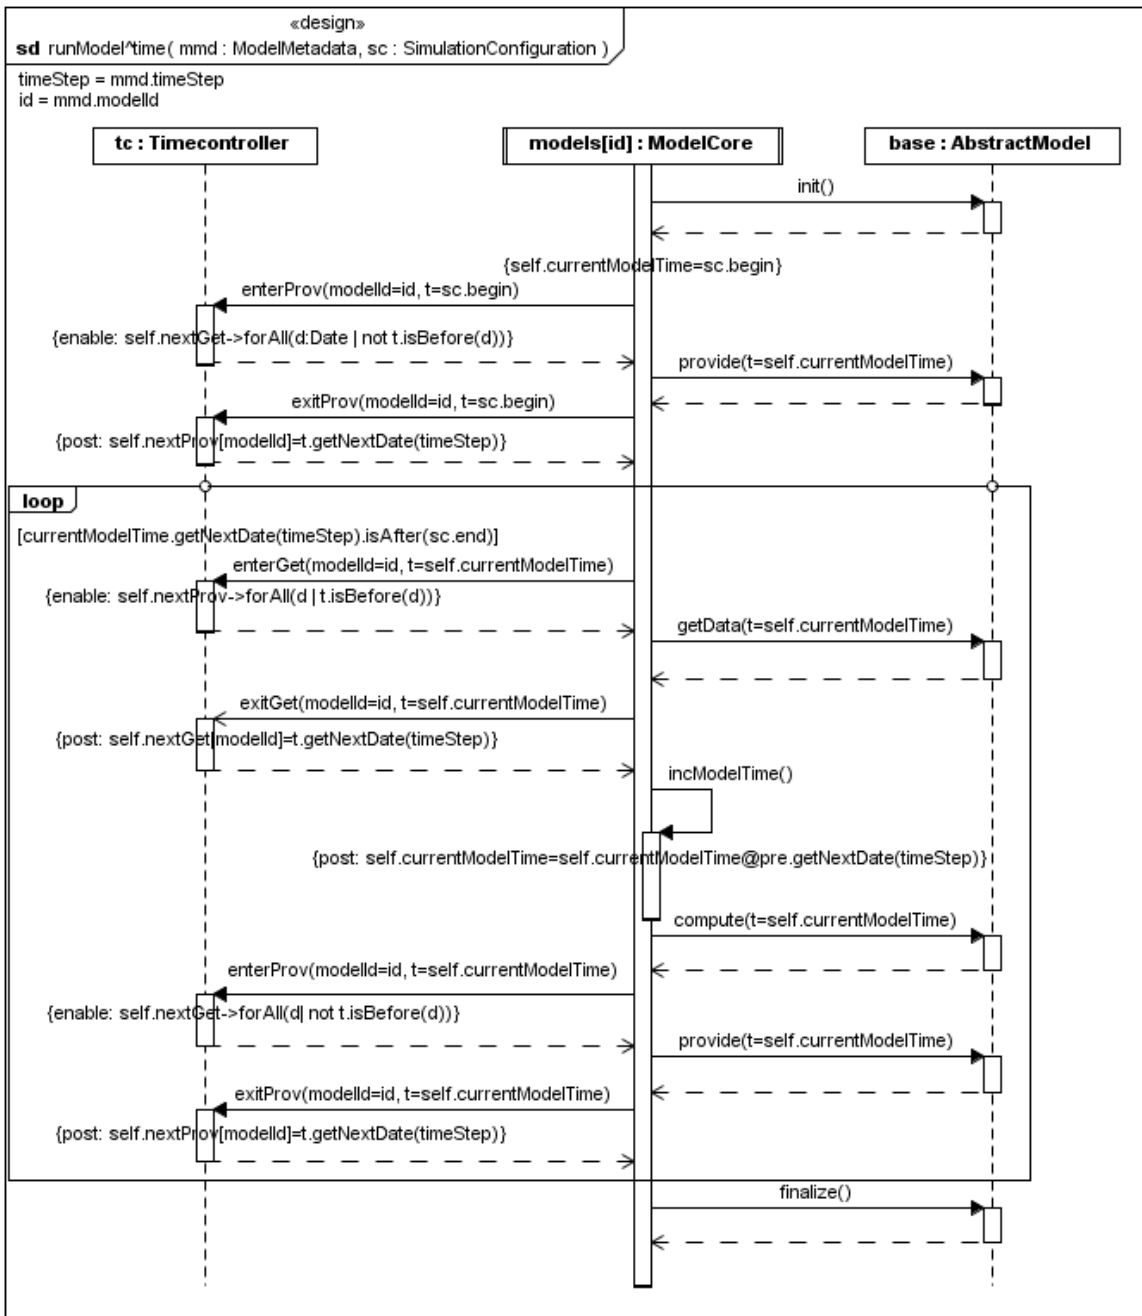 «design»
sd runModel^time( mmd : ModelMetadata, sc : SimulationConfiguration )
timeStep = mmd.timeStep
id = mmd.modelId
tc : Timecontroller
models[id] : ModelCore
base : AbstractModel
init()
{self.currentModelTime=sc.begin}
enterProv(modelId=id, t=sc.begin)
{enable: self.nextGet->forAll(d:Date | not t.isBefore(d))}
provide(t=self.currentModelTime)
exitProv(modelId=id, t=sc.begin)
{post: self.nextProv[modelId]=t.getNextDate(timeStep)}
loop
[currentModelTime.getNextDate(timeStep).isAfter(sc.end)]
enterGet(modelId=id, t=self.currentModelTime)
{enable: self.nextProv->forAll(d | t.isBefore(d))}
getData(t=self.currentModelTime)
exitGet(modelId=id, t=self.currentModelTime)
{post: self.nextGet[modelId]=t.getNextDate(timeStep)}
incModelTime()
{post: self.currentModelTime=self.currentModelTime@pre.getNextDate(timeStep)}
compute(t=self.currentModelTime)
enterProv(modelId=id, t=self.currentModelTime)
{enable: self.nextGet->forAll(d| not t.isBefore(d))}
provide(t=self.currentModelTime)
exitProv(modelId=id, t=self.currentModelTime)
{post: self.nextProv[modelId]=t.getNextDate(timeStep)}
finalize()